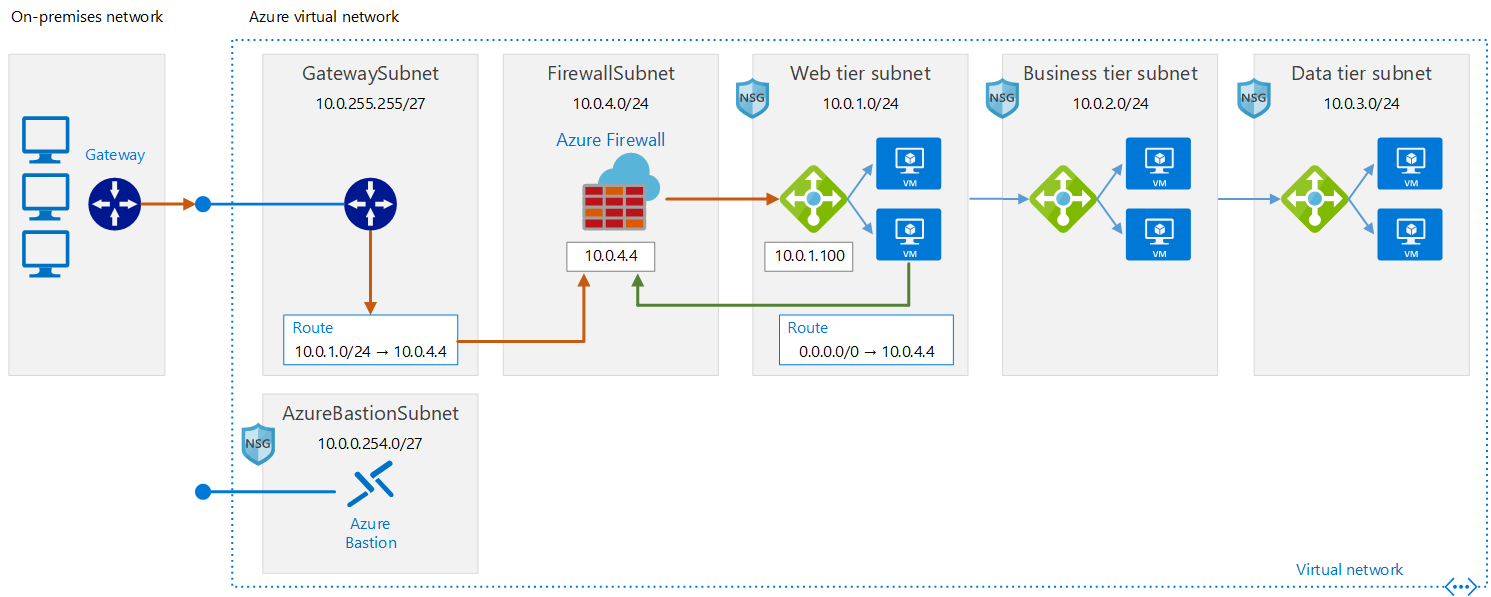 On-premises network
Azure virtual network
Gateway
GatewaySubnet
10.0.255.255/27
Route
10.0.1.0/24 → 10.0.4.4
FirewallSubnet
10.0.4.0/24
Azure Firewall
10.0.4.4
NSG
Web tier subnet
10.0.1.0/24
VM
VM
10.0.1.100
Route
0.0.0.0/0 → 10.0.4.4
NSG
Business tier subnet
10.0.2.0/24
VM
VM
NSG
Data tier subnet
10.0.3.0/24
VM
VM
NSG
AzureBastionSubnet
10.0.0.254.0/27
Azure
Bastion
Virtual network